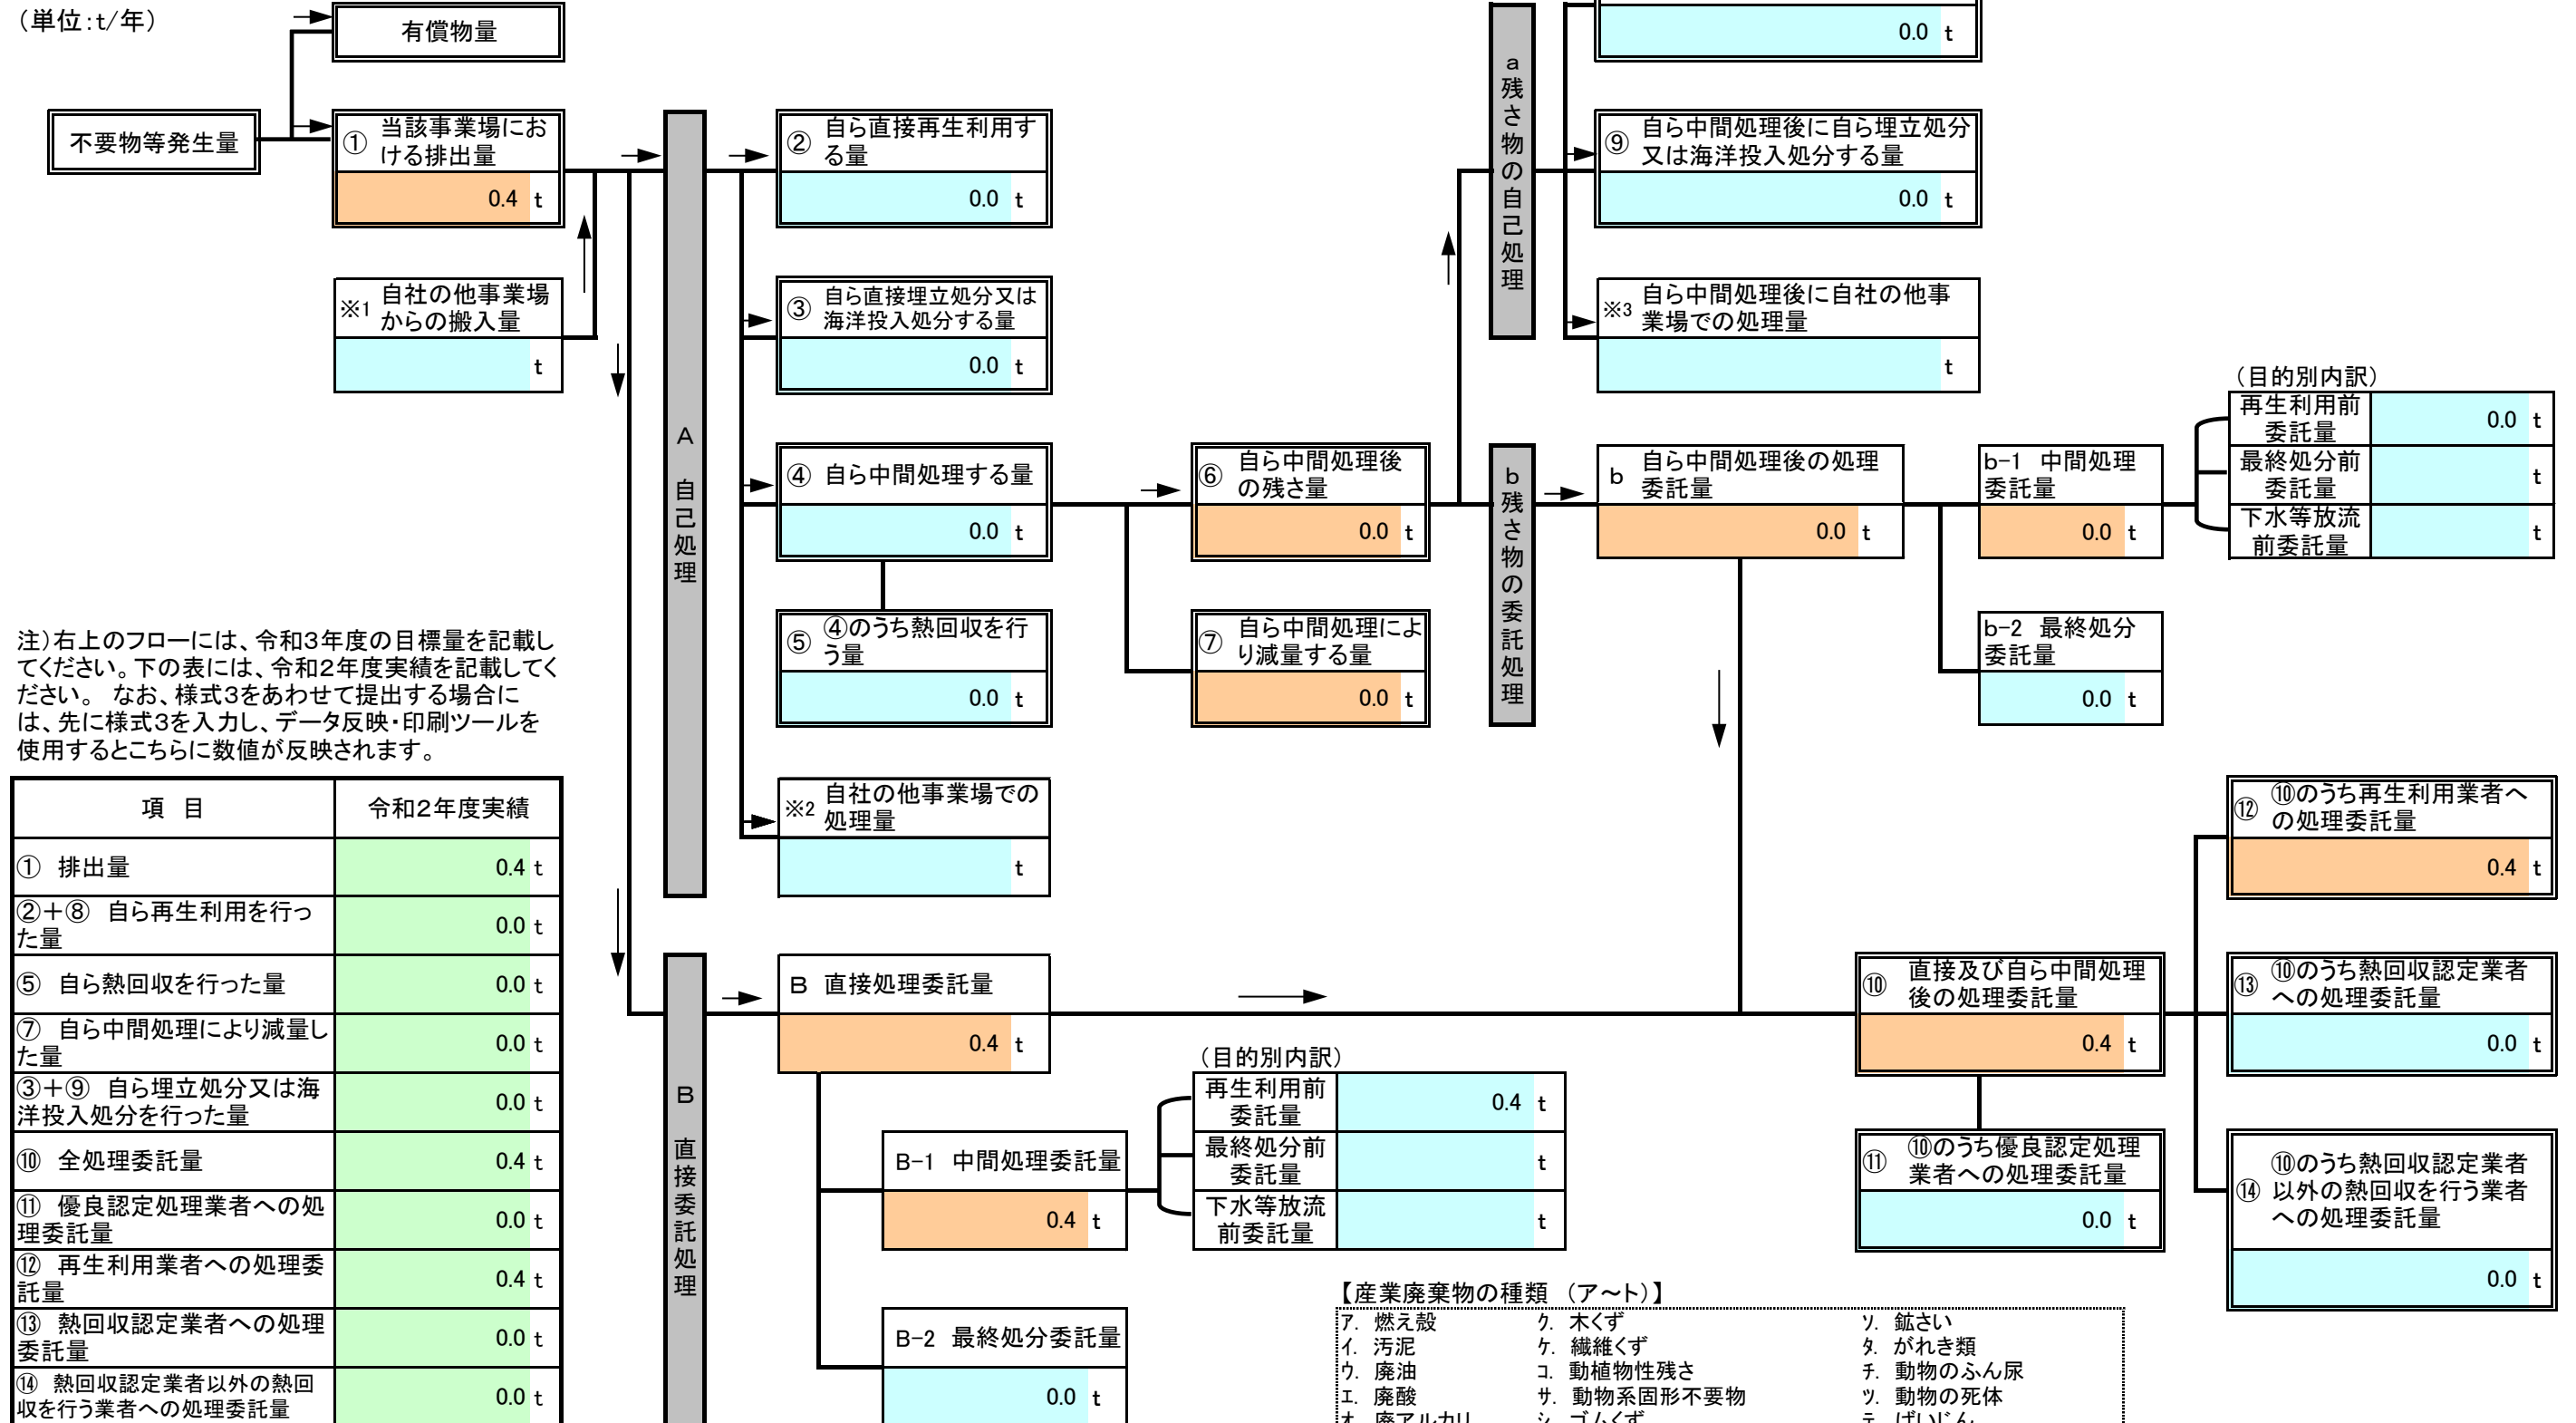 （単位：t/年）
有償物量
不要物等発生量
① 当該事業場にお
ける排出量
0.4 t
※1 自社の他事業場
からの搬入量
t
A 自己処理
② 自ら直接再生利用す
る量
0.0 t
③ 自ら直接埋立処分又は
海洋投入処分する量
0.0 t
④ 自ら中間処理する量
0.0 t
⑤ ④のうち熱回収を行
う量
0.0 t
※2 自社の他事業場での
処理量
t
⑥ 自ら中間処理後
の残さ量
0.0 t
⑦ 自ら中間処理によ
り減量する量
0.0 t
a 残さ物の自己処理
0.0 t
⑨ 自ら中間処理後に自ら埋立処分
又は海洋投入処分する量
0.0 t
※3 自ら中間処理後に自社の他事
業場での処理量
t
b 残さ物の委託処理
b 自ら中間処理後の処理
委託量
0.0 t
b-1 中間処理
委託量
0.0 t
（目的別内訳）
再生利用前
委託量
0.0 t
最終処分前
委託量
t
下水等放流
前委託量
t
b-2 最終処分
委託量
0.0 t
注）右上のフローには、令和3年度の目標量を記載し
てください。下の表には、令和2年度実績を記載してく
ださい。 なお、様式3をあわせて提出する場合に
は、先に様式3を入力し、データ反映・印刷ツールを
使用するとこちらに数値が反映されます。
項 目 令和2年度実績
① 排出量 0.4 t
②＋⑧ 自ら再生利用を行っ
た量 0.0 t
⑤ 自ら熱回収を行った量 0.0 t
⑦ 自ら中間処理により減量し
た量 0.0 t
③＋⑨ 自ら埋立処分又は海
洋投入処分を行った量 0.0 t
⑩ 全処理委託量 0.4 t
⑪ 優良認定処理業者への処
理委託量 0.0 t
⑫ 再生利用業者への処理委
託量 0.4 t
⑬ 熱回収認定業者への処理
委託量 0.0 t
⑭ 熱回収認定業者以外の熱回
収を行う業者への処理委託量 0.0 t
B 直接委託処理
B 直接処理委託量
0.4 t
B-1 中間処理委託量
0.4 t
（目的別内訳）
再生利用前
委託量
0.4 t
最終処分前
委託量
t
下水等放流
前委託量
t
B-2 最終処分委託量
0.0 t
⑩ 直接及び自ら中間処理
後の処理委託量
0.4 t
⑪ ⑩のうち優良認定処理
業者への処理委託量
0.0 t
⑫ ⑩のうち再生利用業者へ
の処理委託量
0.4 t
⑬ ⑩のうち熱回収認定業者
への処理委託量
0.0 t
⑭ ⑩のうち熱回収認定業者
以外の熱回収を行う業者
への処理委託量
0.0 t
【産業廃棄物の種類 （ア～ト）】
ア. 燃え殻 ク. 木くず ソ. 鉱さい
イ. 汚泥 ケ. 繊維くず タ. がれき類
ウ. 廃油 コ. 動植物性残さ チ. 動物のふん尿
エ. 廃酸 サ. 動物系固形不要物 ツ. 動物の死体
オ. 廃アルカリ シ. ゴムくず テ. ばいじん